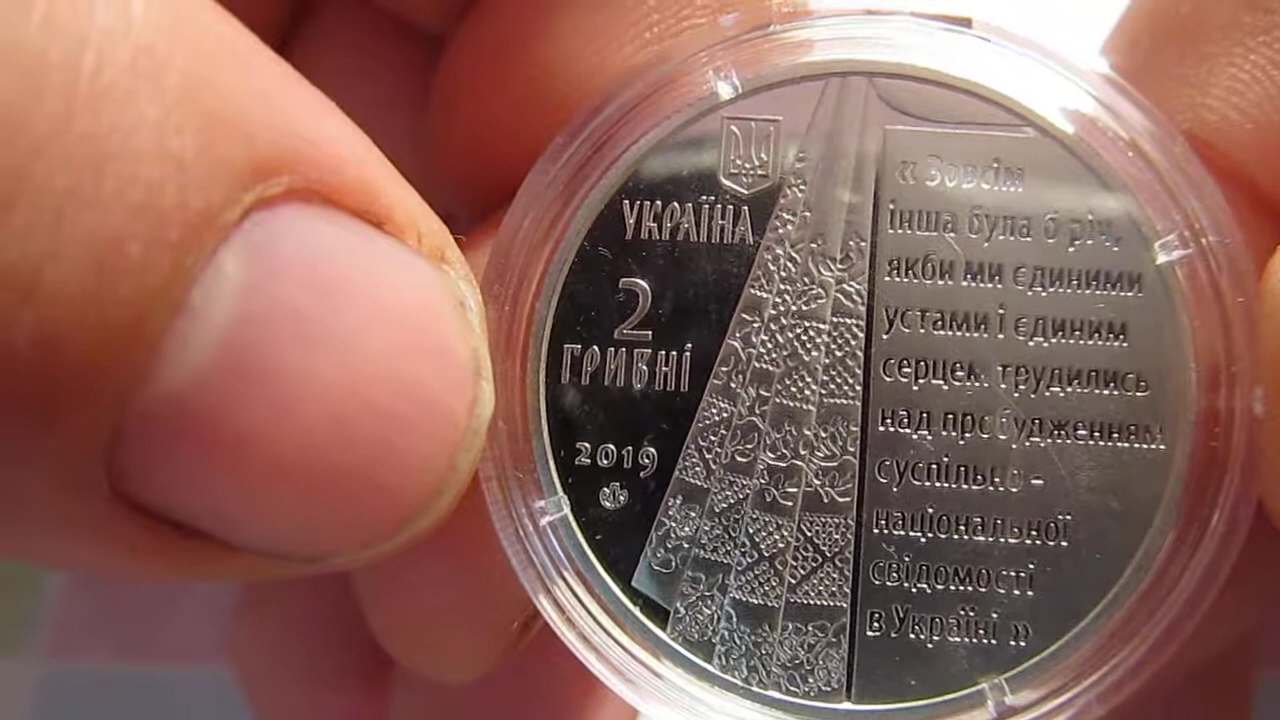 УКРАЇНА
2
ГРИВНІ
2019
« Зовсім
інша була б річ,
якби ми єдиними
устами і єдиним
серцем трудились
над пробудженням
суспільно -
національної
свідомості
в Україні »